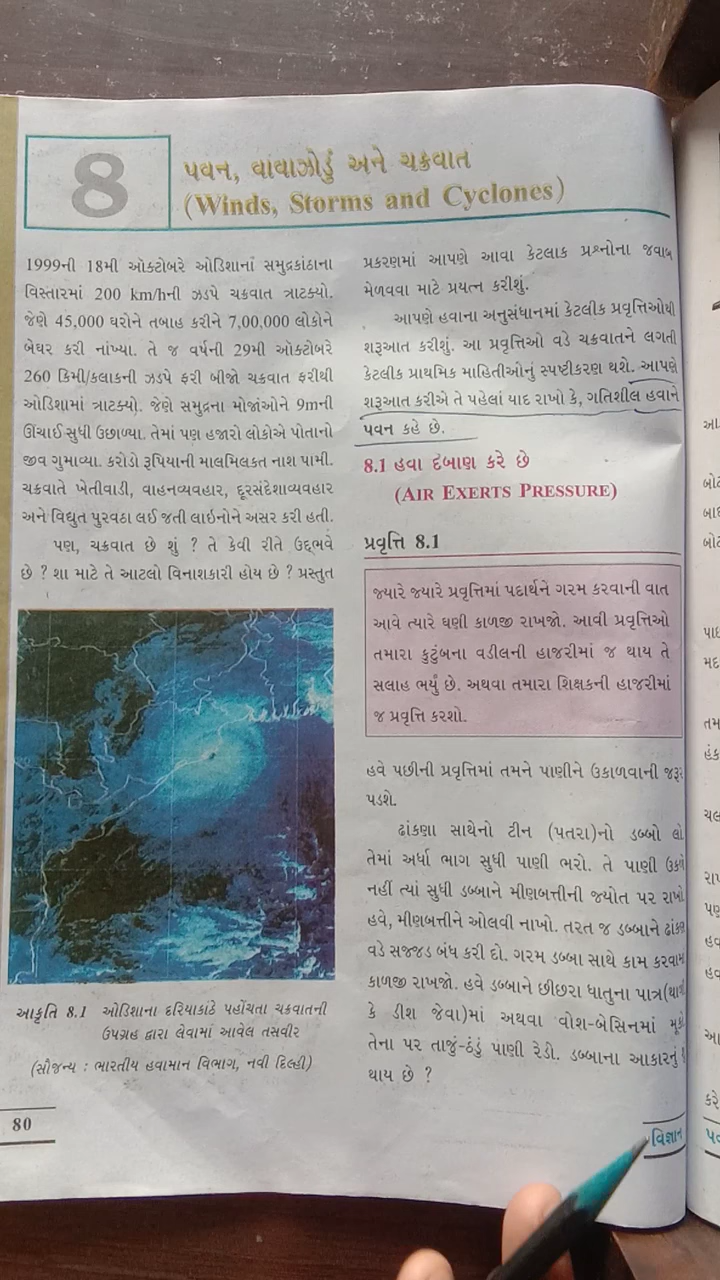 8
પવન, વાવાઝોડું અને ચક્રવાત
(Winds, Storms and Cyclones)
1999ની 18મી ઑક્ટોબરે ઓડિશાનાં સમુદ્રકાંઠાના
વિસ્તારમાં 200 km/hની ઝડપે ચક્રવાત ત્રાટક્યો.
જેણે 45,000 ઘરોને તબાહ કરીને 7,00,000 લોકોને
બેઘર કરી નાંખ્યા. તે જ વર્ષની 29મી ઑક્ટોબરે
260 કિમી/કલાકની ઝડપે ફરી બીજો ચક્રવાત ફરીથી
ઓડિશામાં ત્રાટક્યો. જેણે સમુદ્રના મોજાંઓને 9mની
ઊંચાઈ સુધી ઉછાળ્યા. તેમાં પણ હજારો લોકોએ પોતાનો
જીવ ગુમાવ્યા. કરોડો રૂપિયાની માલમિલકત નાશ પામી.
ચક્રવાતે ખેતીવાડી, વાહનવ્યવહાર, દૂરસંદેશાવ્યવહાર
અને વિદ્યુત પુરવઠા લઈ જતી લાઇનોને અસર કરી હતી.
પણ, ચક્રવાત છે શું ? તે કેવી રીતે ઉદ્દભવે
છે ? શા માટે તે આટલો વિનાશકારી હોય છે ? પ્રસ્તુત
આકૃતિ 8.1 ઓડિશાના દરિયાકાંઠે પહોંચતા ચક્રવાતની
ઉપગ્રહ દ્વારા લેવામાં આવેલ તસવીર
(સૌજન્ય : ભારતીય હવામાન વિભાગ, નવી દિલ્હી)
80
પ્રકરણમાં આપણે આવા કેટલાક પ્રશ્નોના જવાબ
મેળવવા માટે પ્રયત્ન કરીશું.
આપણે હવાના અનુસંધાનમાં કેટલીક પ્રવૃત્તિઓથી
શરૂઆત કરીશું. આ પ્રવૃત્તિઓ વડે ચક્રવાતને લગતી
કેટલીક પ્રાથમિક માહિતીઓનું સ્પષ્ટીકરણ થશે. આપણે
શરૂઆત કરીએ તે પહેલાં યાદ રાખો કે, ગતિશીલ હવાને
પવન કહે છે.
8.1 હવા દબાણ કરે છે
(AIR EXERTS PRESSURE)
પ્રવૃત્તિ 8.1
જ્યારે જ્યારે પ્રવૃત્તિમાં પદાર્થને ગરમ કરવાની વાત
આવે ત્યારે ઘણી કાળજી રાખજો. આવી પ્રવૃત્તિઓ
તમારા કુટુંબના વડીલની હાજરીમાં જ થાય તે
સલાહ ભર્યું છે. અથવા તમારા શિક્ષકની હાજરીમાં
જ પ્રવૃત્તિ કરશો.
હવે પછીની પ્રવૃત્તિમાં તમને પાણીને ઉકાળવાની
પડશે.
ઢાંકણા સાથેનો ટીન (પતરા)નો ડબ્બો લો
તેમાં અર્ધા ભાગ સુધી પાણી ભરો. તે પાણી
નહીં ત્યાં સુધી ડબ્બાને મીણબત્તીની જ્યોત પર રાખો
હવે, મીણબત્તીને ઓલવી નાખો. તરત જ ડબ્બાને
વડે સજ્જડ બંધ કરી દો. ગરમ ડબ્બા સાથે કામ
કાળજી રાખજો. હવે ડબ્બાને છીછરા ધાતુના પાત્ર
કે ડીશ જેવા)માં અથવા વોશ-બેસિનમાં
તેના પર તાજું-ઠંડું પાણી રેડો. ડબ્બાના આકારનું
થાય છે ?
વિજ્ઞાન